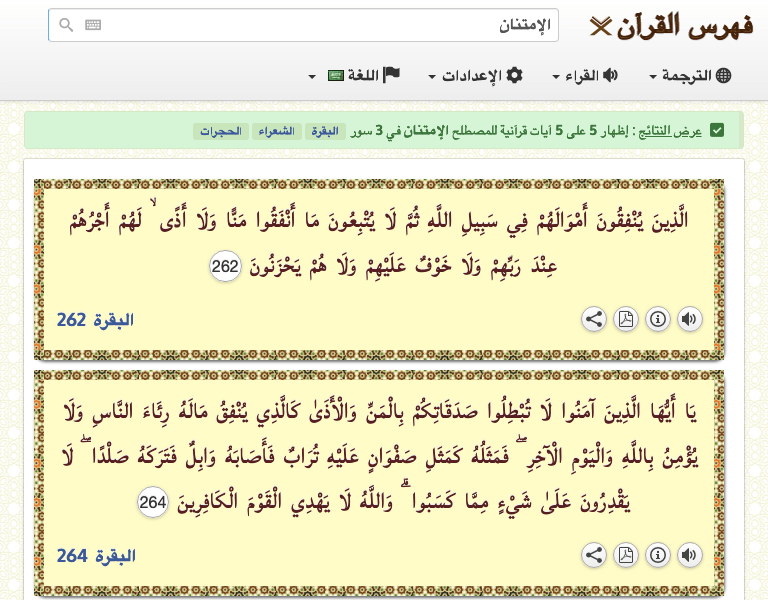 فهرس القرآن
الإمتنان
الترجمة
القراء
الإعدادات
اللغة
عرض النتائج : إظهار 5 على 5 آيات قرآنية للمصطلح الإمتنان في 3 سور البقرة الشعراء الحجرات
الَّذِينَ يُنْفِقُونَ أَمْوَالَهُمْ فِي سَبِيلِ اللَّهِ ثُمَّ لَا يُتْبِعُونَ مَا أَنْفَقُوا مَنًّا وَلَا أَذًى ۙ لَهُمْ أَجْرُهُمْ
عِنْدَ رَبِّهِمْ وَلَا خَوْفٌ عَلَيْهِمْ وَلَا هُمْ يَحْزَنُونَ 262
البقرة 262
يَا أَيُّهَا الَّذِينَ آمَنُوا لَا تُبْطِلُوا صَدَقَاتِكُمْ بِالْمَنِّ وَالْأَذَىٰ كَالَّذِي يُنْفِقُ مَالَهُ رِئَاءَ النَّاسِ وَلَا
يُؤْمِنُ بِاللَّهِ وَالْيَوْمِ الْآخِرِ ۖ فَمَثَلُهُ كَمَثَلِ صَفْوَانٍ عَلَيْهِ تُرَابٌ فَأَصَابَهُ وَابِلٌ فَتَرَكَهُ صَلْدًا ۖ لَا
يَقْدِرُونَ عَلَىٰ شَيْءٍ مِمَّا كَسَبُوا ۗ وَاللَّهُ لَا يَهْدِي الْقَوْمَ الْكَافِرِينَ 264
البقرة 264